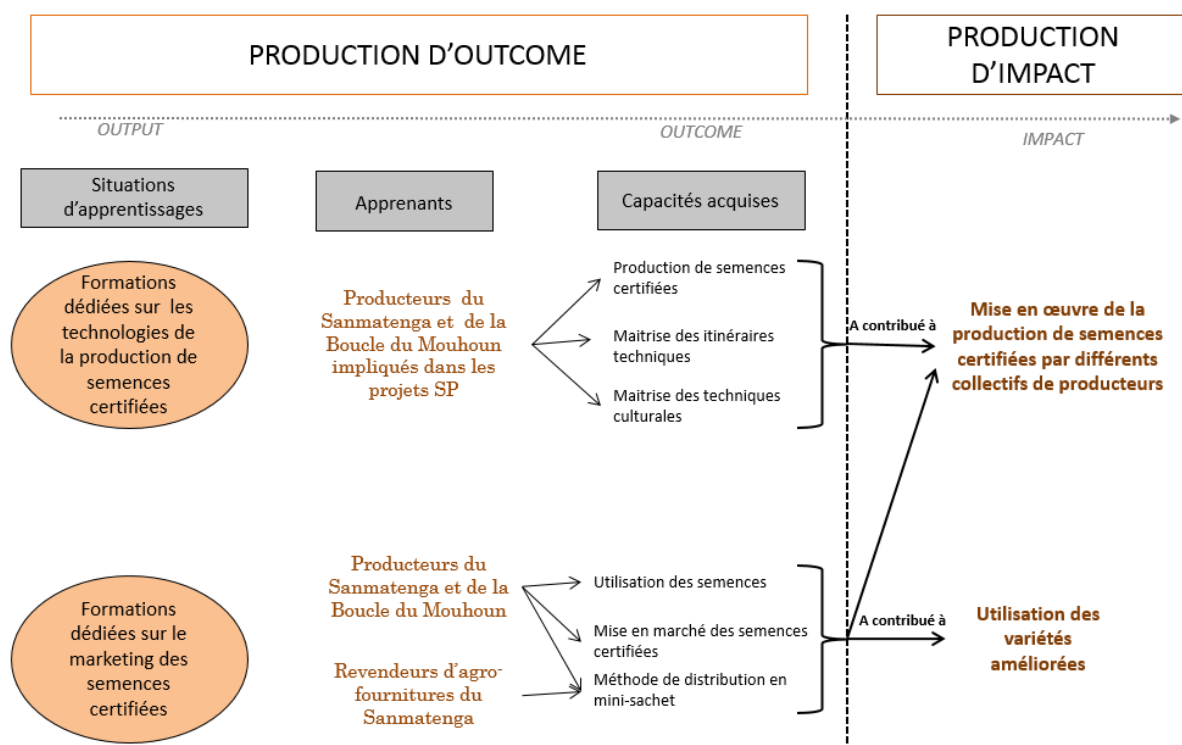 PRODUCTION D'OUTCOME
PRODUCTION
D'IMPACT
OUTPUT
OUTCOME
IMPACT
Situations
d'apprentissages
Apprenants
Capacités acquises
Formations
dédiées sur les
technologies de
la production de
semences
certifiées
Producteurs du
Sanmatenga et de la
Boucle du Mouhoun
impliqués dans les
projets SP
Production de semences
certifiées
Maitrise des itinéraires
techniques
Maitrise des techniques
culturales
A contribué à
Mise en œuvre de la
production de semences
certifiées par différents
collectifs de producteurs
Formations
dédiées sur le
marketing des
semences
certifiées
Producteurs du
Sanmatenga et de la
Boucle du Mouhoun
Revendeurs d'agro-
fournitures du
Sanmatenga
Utilisation des semences
Mise en marché des semences
certifiées
Méthode de distribution en
mini-sachet
A contribué à
Utilisation des
variétés
améliorées